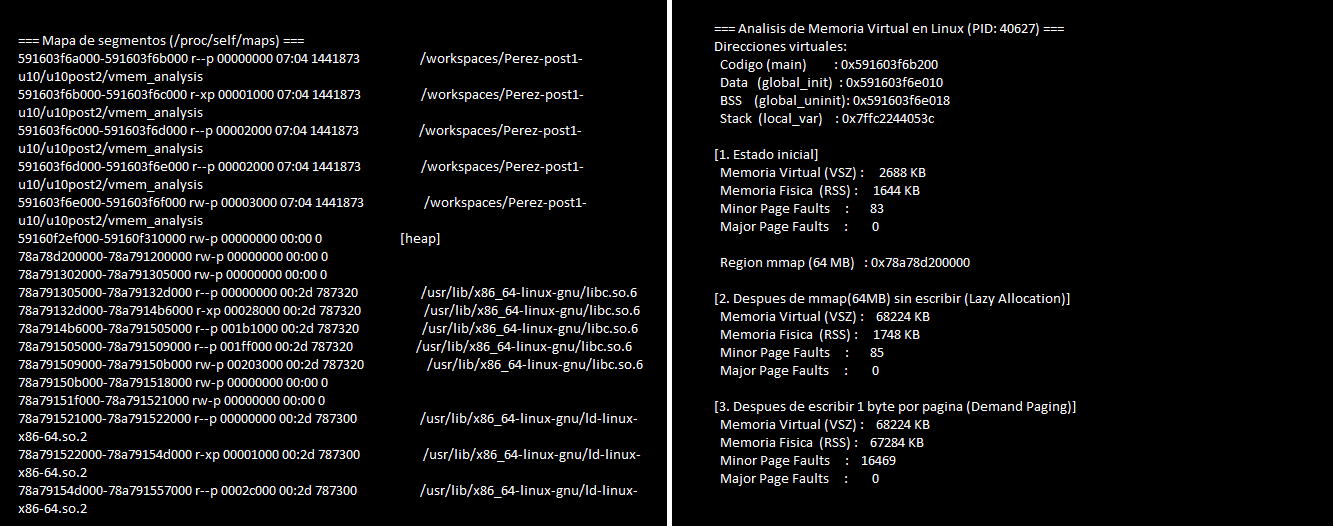 === Mapa de segmentos (/proc/self/maps) ===
591603f6a000-591603f6b000 r--p 00000000 07:04 1441873 /workspaces/Perez-post1-
u10/u10post2/vmem_analysis
591603f6b000-591603f6c000 r-xp 00001000 07:04 1441873 /workspaces/Perez-post1-
u10/u10post2/vmem_analysis
591603f6c000-591603f6d000 r--p 00002000 07:04 1441873 /workspaces/Perez-post1-
u10/u10post2/vmem_analysis
591603f6d000-591603f6e000 r--p 00002000 07:04 1441873 /workspaces/Perez-post1-
u10/u10post2/vmem_analysis
591603f6e000-591603f6f000 rw-p 00003000 07:04 1441873 /workspaces/Perez-post1-
u10/u10post2/vmem_analysis
59160f2ef000-59160f310000 rw-p 00000000 00:00 0 [heap]
78a78d200000-78a791200000 rw-p 00000000 00:00 0
78a791302000-78a791305000 rw-p 00000000 00:00 0
78a791305000-78a79132d000 r--p 00000000 00:2d 787320 /usr/lib/x86_64-linux-gnu/libc.so.6
78a79132d000-78a7914b6000 r-xp 00028000 00:2d 787320 /usr/lib/x86_64-linux-gnu/libc.so.6
78a7914b6000-78a791505000 r--p 001b1000 00:2d 787320 /usr/lib/x86_64-linux-gnu/libc.so.6
78a791505000-78a791509000 r--p 001ff000 00:2d 787320 /usr/lib/x86_64-linux-gnu/libc.so.6
78a791509000-78a79150b000 rw-p 00203000 00:2d 787320 /usr/lib/x86_64-linux-gnu/libc.so.6
78a79150b000-78a791518000 rw-p 00000000 00:00 0
78a79151f000-78a791521000 rw-p 00000000 00:00 0
78a791521000-78a791522000 r--p 00000000 00:2d 787300 /usr/lib/x86_64-linux-gnu/ld-linux-
x86-64.so.2
78a791522000-78a79154d000 r-xp 00001000 00:2d 787300 /usr/lib/x86_64-linux-gnu/ld-linux-
x86-64.so.2
78a79154d000-78a791557000 r--p 0002c000 00:2d 787300 /usr/lib/x86_64-linux-gnu/ld-linux-
x86-64.so.2
=== Analisis de Memoria Virtual en Linux (PID: 40627) ===
Direcciones virtuales:
Codigo (main) : 0x591603f6b200
Data (global_init) : 0x591603f6e010
BSS (global_uninit): 0x591603f6e018
Stack (local_var) : 0x7ffc2244053c
[1. Estado inicial]
Memoria Virtual (VSZ) : 2688 KB
Memoria Fisica (RSS) : 1644 KB
Minor Page Faults : 83
Major Page Faults : 0
Region mmap (64 MB) : 0x78a78d200000
[2. Despues de mmap(64MB) sin escribir (Lazy Allocation)]
Memoria Virtual (VSZ) : 68224 KB
Memoria Fisica (RSS) : 1748 KB
Minor Page Faults : 85
Major Page Faults : 0
[3. Despues de escribir 1 byte por pagina (Demand Paging)]
Memoria Virtual (VSZ) : 68224 KB
Memoria Fisica (RSS) : 67284 KB
Minor Page Faults : 16469
Major Page Faults : 0